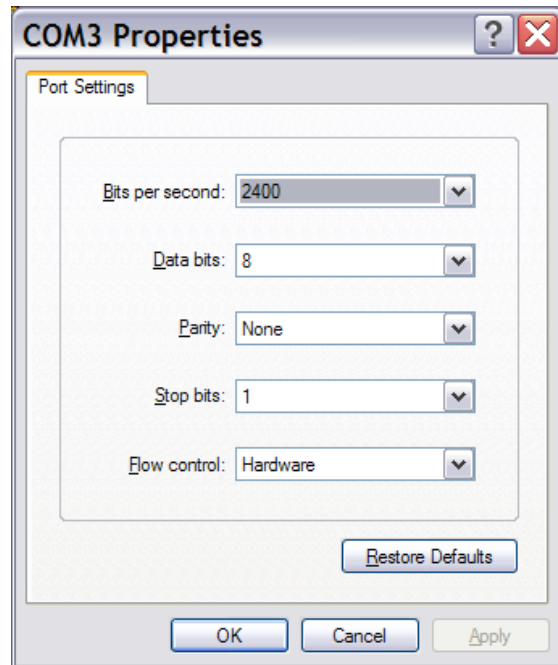 COM3 Properties
Port Settings
Bits per second: 2400
Data bits: 8
Parity: None
Stop bits: 1
Flow control: Hardware
Restore Defaults
OK Cancel Apply